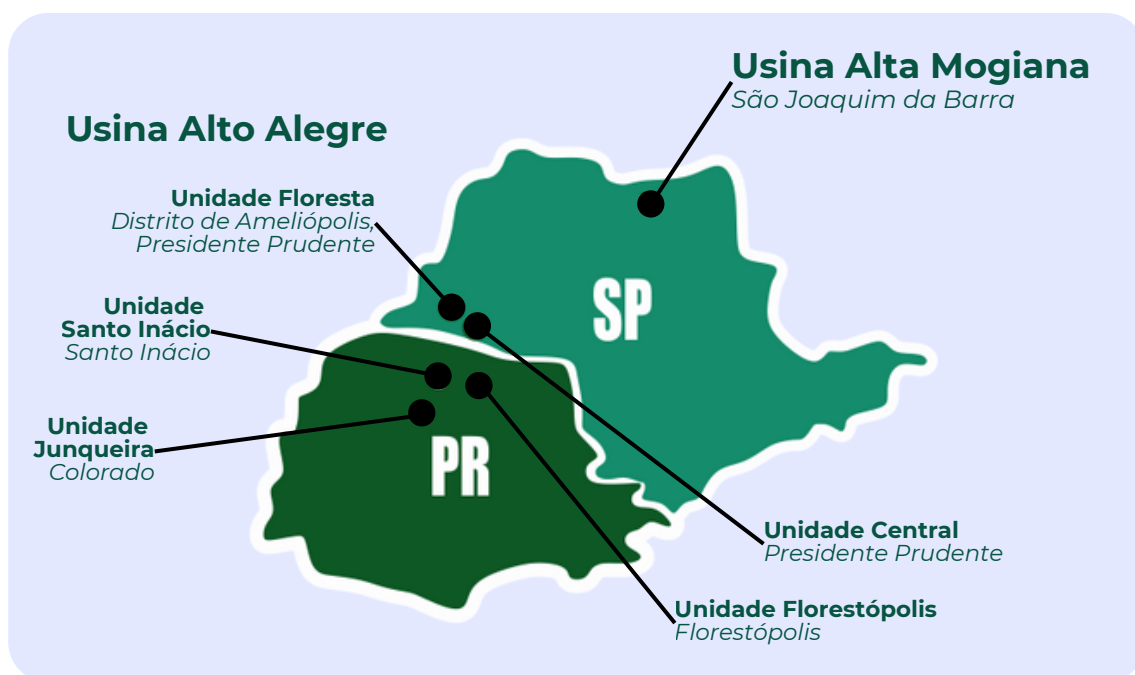 Usina Alta Mogiana
São Joaquim da Barra
Usina Alto Alegre
Unidade Floresta
Distrito de Ameliópolis,
Presidente Prudente
Unidade
Santo Inácio
Santo Inácio
Unidade
Junqueira
Colorado
SP
PR
Unidade Central
Presidente Prudente
Unidade Florestópolis
Florestópolis